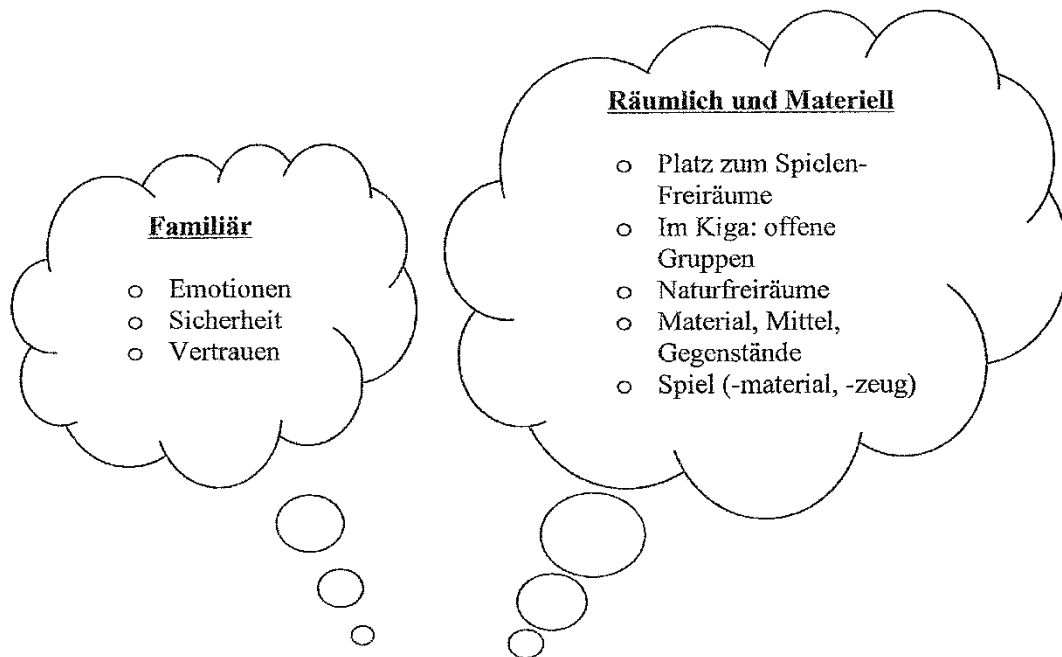 Familiär
o Emotionen
o Sicherheit
o Vertrauen
Räumlich und Materiell
o Platz zum Spielen-
Freiräume
o Im Kiga: offene
Gruppen
o Naturfreiräume
o Material, Mittel,
Gegenstände
o Spiel (-material, -zeug)